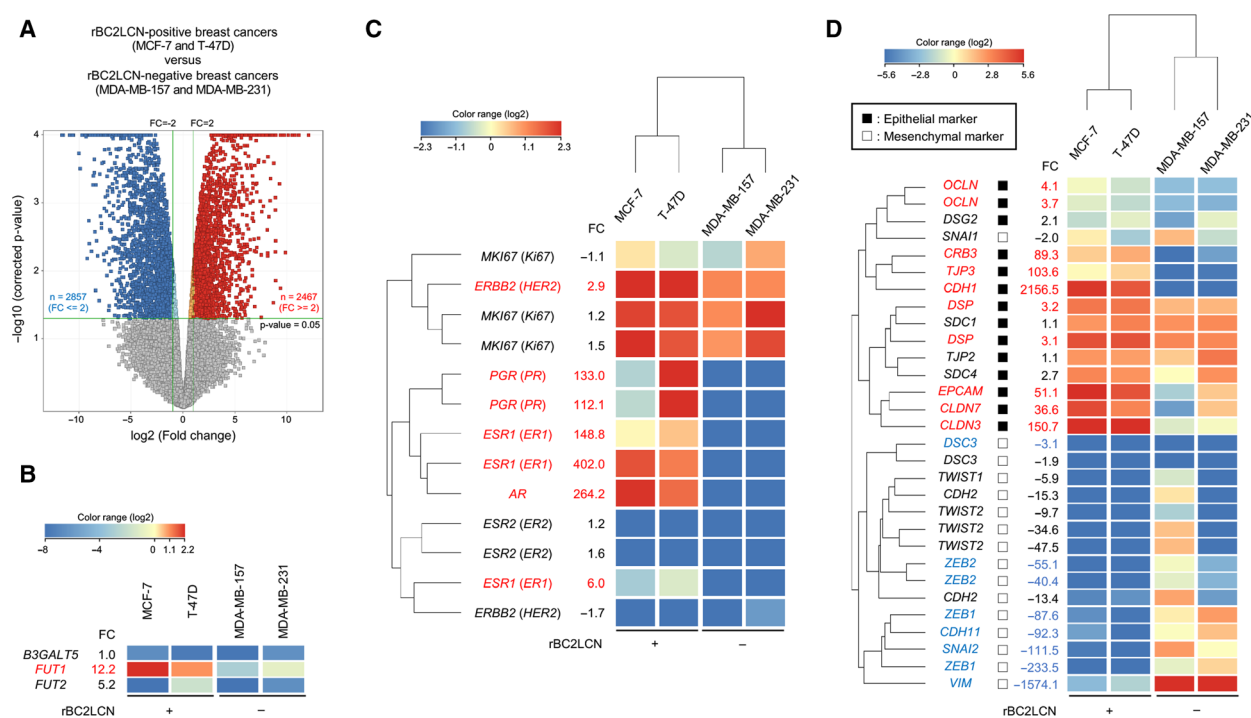 A
rBC2LCN-positive breast cancers
(MCF-7 and T-47D)
versus
rBC2LCN-negative breast cancers
(MDA-MB-157 and MDA-MB-231)
FC=-2 FC=2
4
3
2
1
−log10 (corrected p-value)
n = 2857
(FC <= 2)
n = 2467
(FC >= 2)
p-value = 0.05
−10 −5 0 5 10
log2 (Fold change)
B
Color range (log2)
−8 −4 0 1.1 2.2
MCF-7 T-47D MDA-MB-157 MDA-MB-231
FC
B3GALT5 1.0
FUT1 12.2
FUT2 5.2
rBC2LCN + −
C
Color range (log2)
−2.3 −1.1 0 1.1 2.3
MCF-7 T-47D MDA-MB-157 MDA-MB-231
FC
MKI67 (Ki67) −1.1
ERBB2 (HER2) 2.9
MKI67 (Ki67) 1.2
MKI67 (Ki67) 1.5
PGR (PR) 133.0
PGR (PR) 112.1
ESR1 (ER1) 148.8
ESR1 (ER1) 402.0
AR 264.2
ESR2 (ER2) 1.2
ESR2 (ER2) 1.6
ESR1 (ER1) 6.0
ERBB2 (HER2) −1.7
rBC2LCN + −
D
Color range (log2)
−5.6 −2.8 0 2.8 5.6
: Epithelial marker
: Mesenchymal marker
MCF-7 T-47D MDA-MB-157 MDA-MB-231
FC
OCLN 4.1
OCLN 3.7
DSG2 2.1
SNAI1 −2.0
CRB3 89.3
TJP3 103.6
CDH1 2156.5
DSP 3.2
SDC1 1.1
DSP 3.1
TJP2 1.1
SDC4 2.7
EPCAM 51.1
CLDN7 36.6
CLDN3 150.7
DSC3 −3.1
DSC3 −1.9
TWIST1 −5.9
CDH2 −15.3
TWIST2 −9.7
TWIST2 −34.6
TWIST2 −47.5
ZEB2 −55.1
ZEB2 −40.4
CDH2 −13.4
ZEB1 −87.6
CDH11 −92.3
SNAI2 −111.5
ZEB1 −233.5
VIM −1574.1
rBC2LCN + −